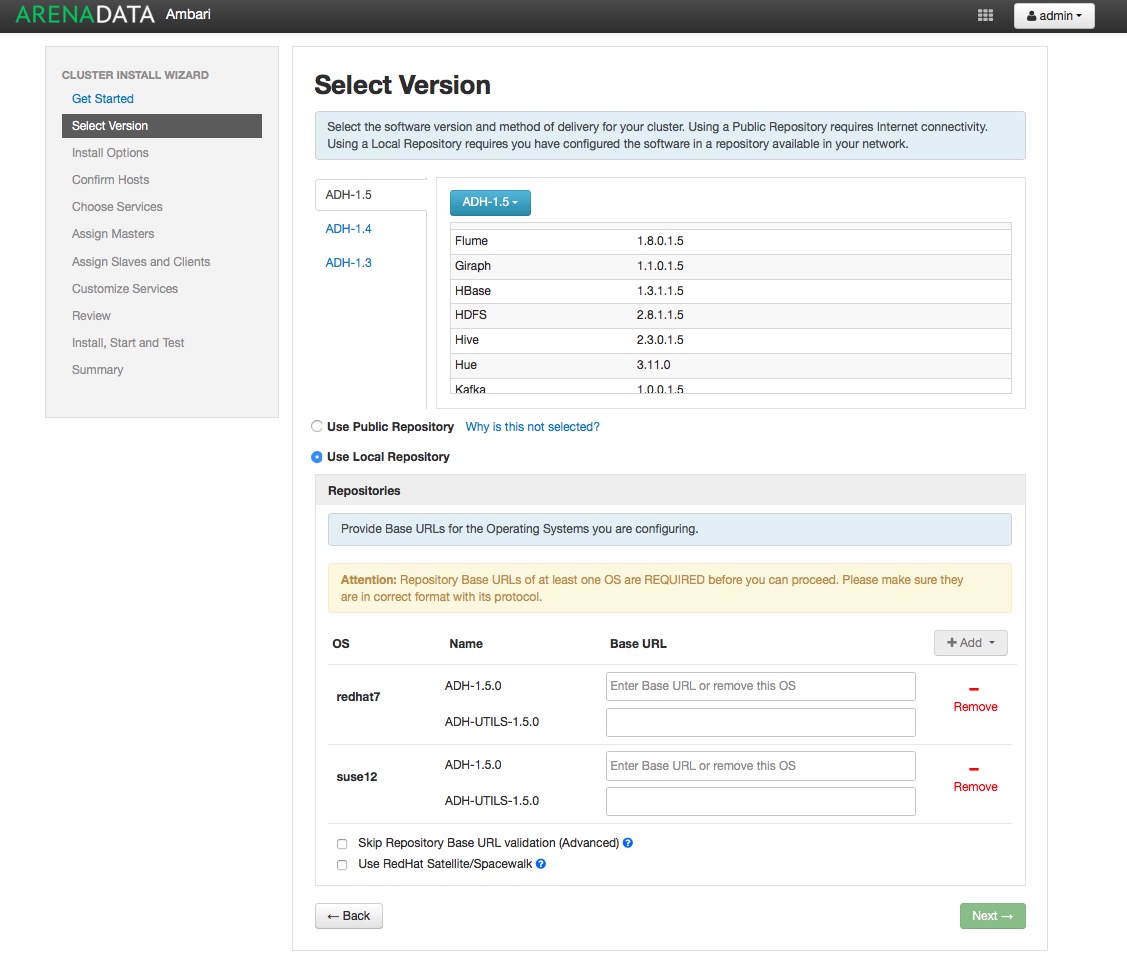 ARENADATA Ambari
admin
CLUSTER INSTALL WIZARD
Get Started
Select Version
Install Options
Confirm Hosts
Choose Services
Assign Masters
Assign Slaves and Clients
Customize Services
Review
Install, Start and Test
Summary
Select Version
Select the software version and method of delivery for your cluster. Using a Public Repository requires Internet connectivity.
Using a Local Repository requires you have configured the software in a repository available in your network.
ADH-1.5
ADH-1.4
ADH-1.3
ADH-1.5
Flume 1.8.0.1.5
Giraph 1.1.0.1.5
HBase 1.3.1.1.5
HDFS 2.8.1.1.5
Hive 2.3.0.1.5
Hue 3.11.0
Kafka 1.0.0.1.5
Use Public Repository Why is this not selected?
Use Local Repository
Repositories
Provide Base URLs for the Operating Systems you are configuring.
Attention: Repository Base URLs of at least one OS are REQUIRED before you can proceed. Please make sure they
are in correct format with its protocol.
OS Name Base URL + Add
redhat7
ADH-1.5.0 Enter Base URL or remove this OS
ADH-UTILS-1.5.0
Remove
suse12
ADH-1.5.0 Enter Base URL or remove this OS
ADH-UTILS-1.5.0
Remove
Skip Repository Base URL validation (Advanced) ?
Use RedHat Satellite/Spacewalk ?
← Back
Next →